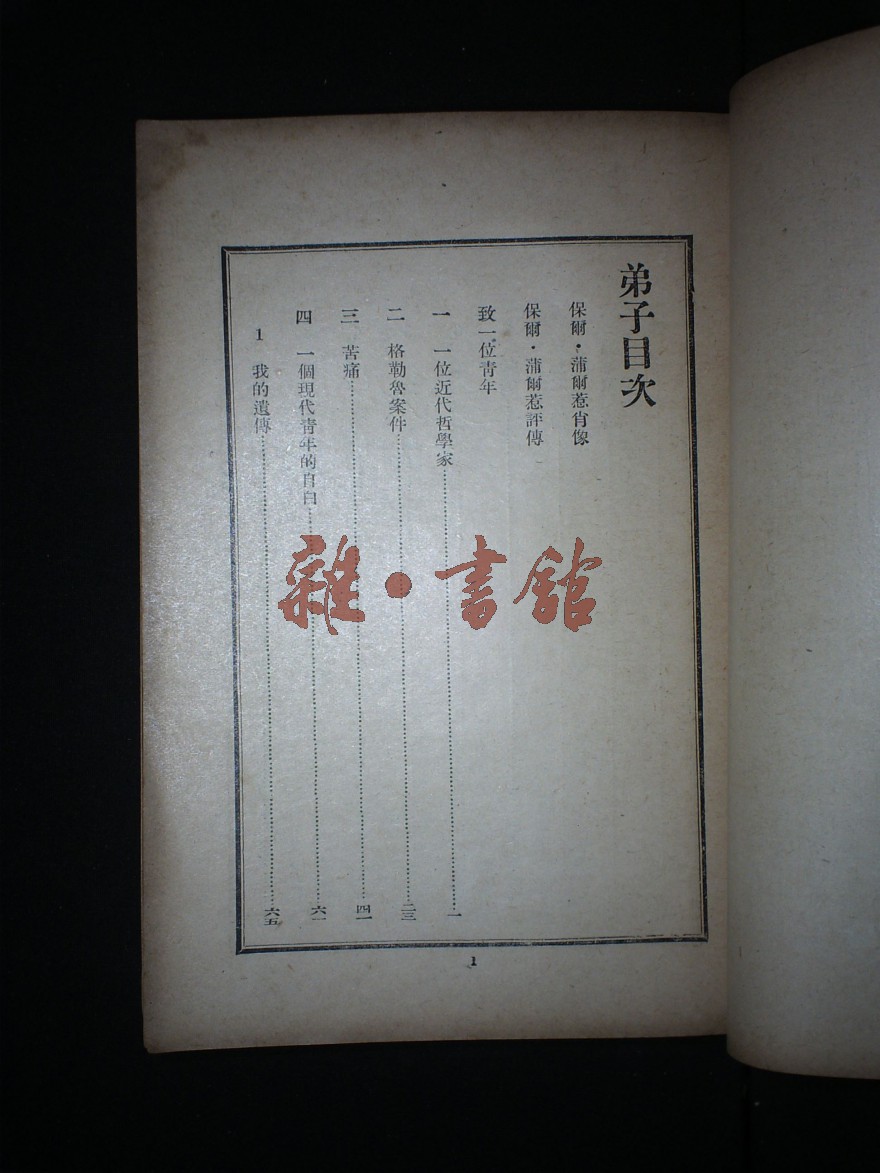 弟子目次
保爾·蒲爾惹肖像
保爾·蒲爾惹評傳
致一位青年
一 一位近代哲學家 一
二 格勒魯案件 二三
三 苦痛 四一
四 一個現代青年的自白 六一
1 我的遺傳 六五
1
雜·書館